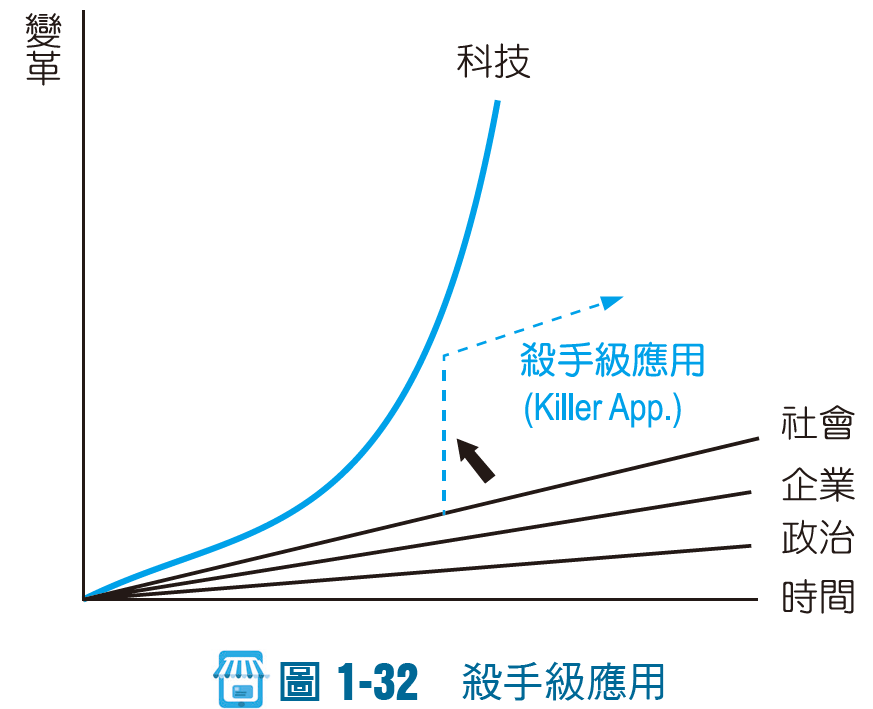 變革
科技
殺手級應用
(Killer App.)
社會
企業
政治
時間
圖 1-32 殺手級應用